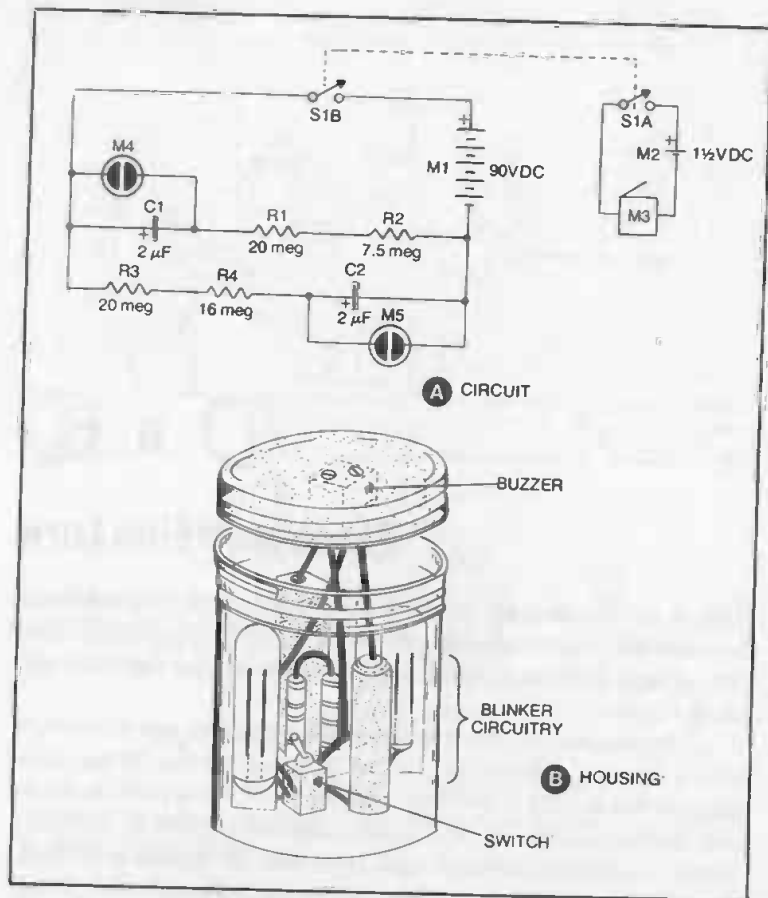 S1B
S1A
M4
M1
90VDC
M2
1½VDC
M3
C1
2 µF
R1
20 meg
R2
7.5 meg
R3
20 meg
R4
16 meg
C2
2 µF
M5
A CIRCUIT
BUZZER
BLINKER
CIRCUITRY
B HOUSING
SWITCH